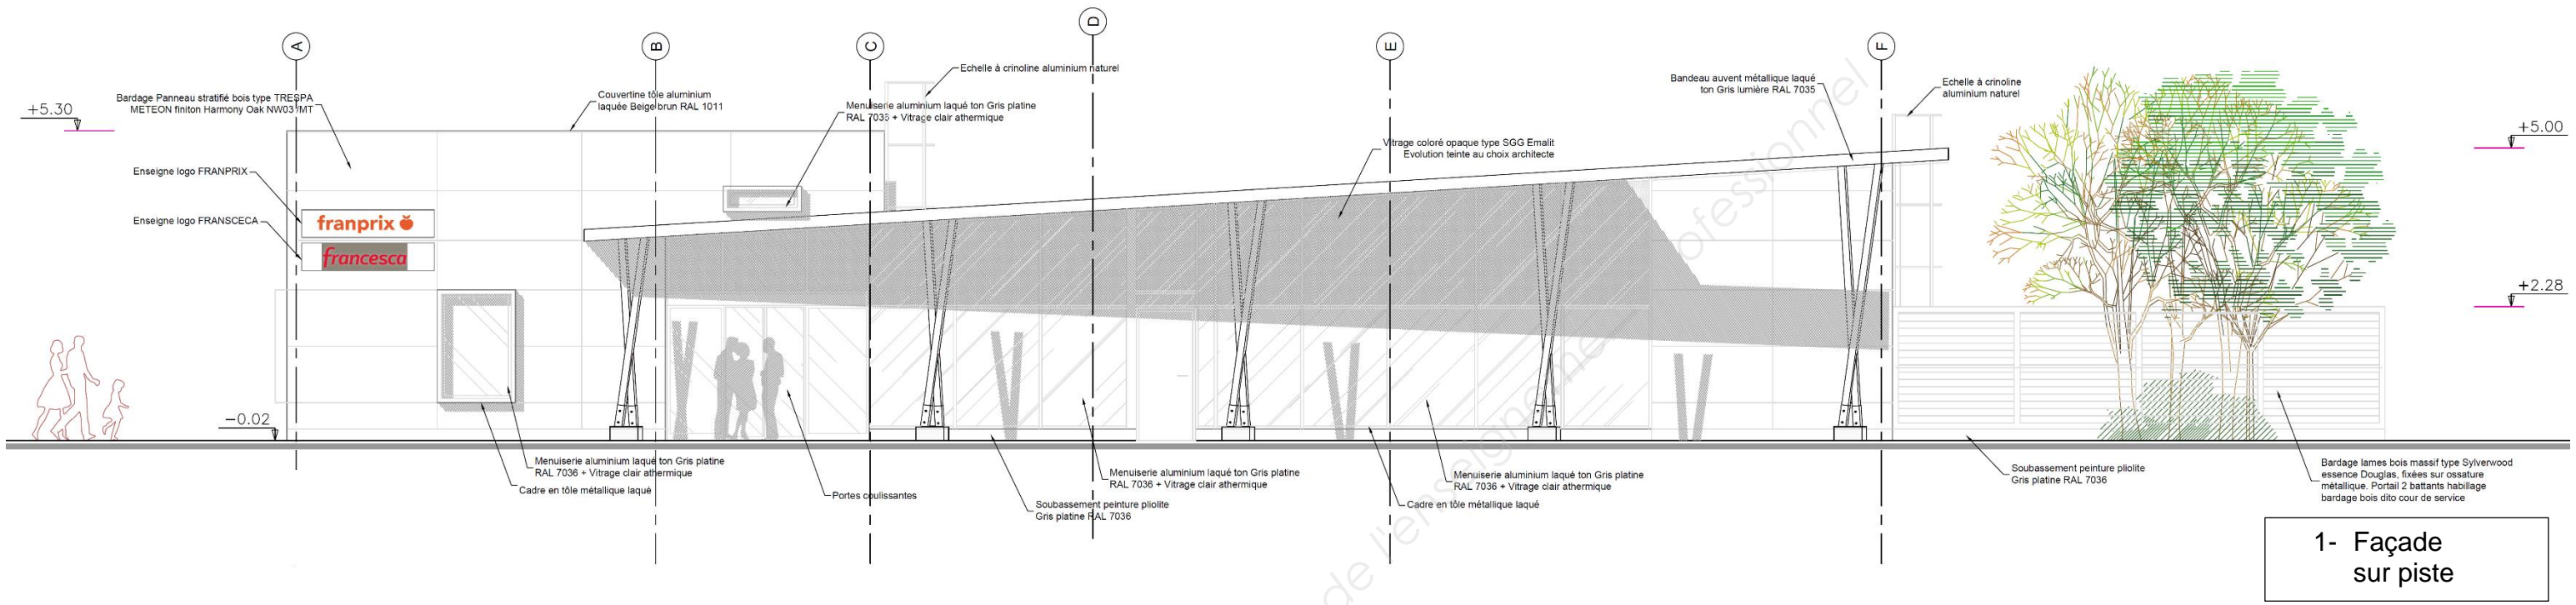 A
B
C
D
E
F
+5.30
Bardage Panneau stratifié bois type TRESPA
METEON finiton Harmony Oak NW03 /MT
Enseigne logo FRANPRIX
Enseigne logo FRANSCECA
franprix
francesca
-0.02
Couvertine tôle aluminium
laquée Beige brun RAL 1011
Menuiserie aluminium laqué ton Gris platine
RAL 7035 + Vitrage clair athermique
Echelle à crinoline aluminium naturel
Vitrage coloré opaque type SGG Emalit
Evolution teinte au choix architecte
Bandeau auvent métallique laqué
ton Gris lumière RAL 7035
Echelle à crinoline
aluminium naturel
+5.00
+2.28
Menuiserie aluminium laqué ton Gris platine
RAL 7036 + Vitrage clair athermique
Cadre en tôle métallique laqué
Portes coulissantes
Menuiserie aluminium laqué ton Gris platine
RAL 7036 + Vitrage clair athermique
Soubassement peinture pliolite
Gris platine RAL 7036
Menuiserie aluminium laqué ton Gris platine
RAL 7036 + Vitrage clair athermique
Cadre en tôle métallique laqué
Soubassement peinture pliolite
Gris platine RAL 7036
Bardage lames bois massif type Sylverwood
essence Douglas, fixées sur ossature
métallique. Portail 2 battants habillage
bardage bois dito cour de service
1- Façade
sur piste
de l'enseignement professionnel